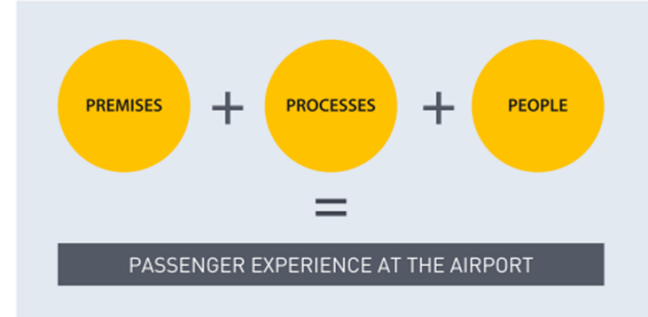 PREMISES + PROCESSES + PEOPLE
=
PASSENGER EXPERIENCE AT THE AIRPORT